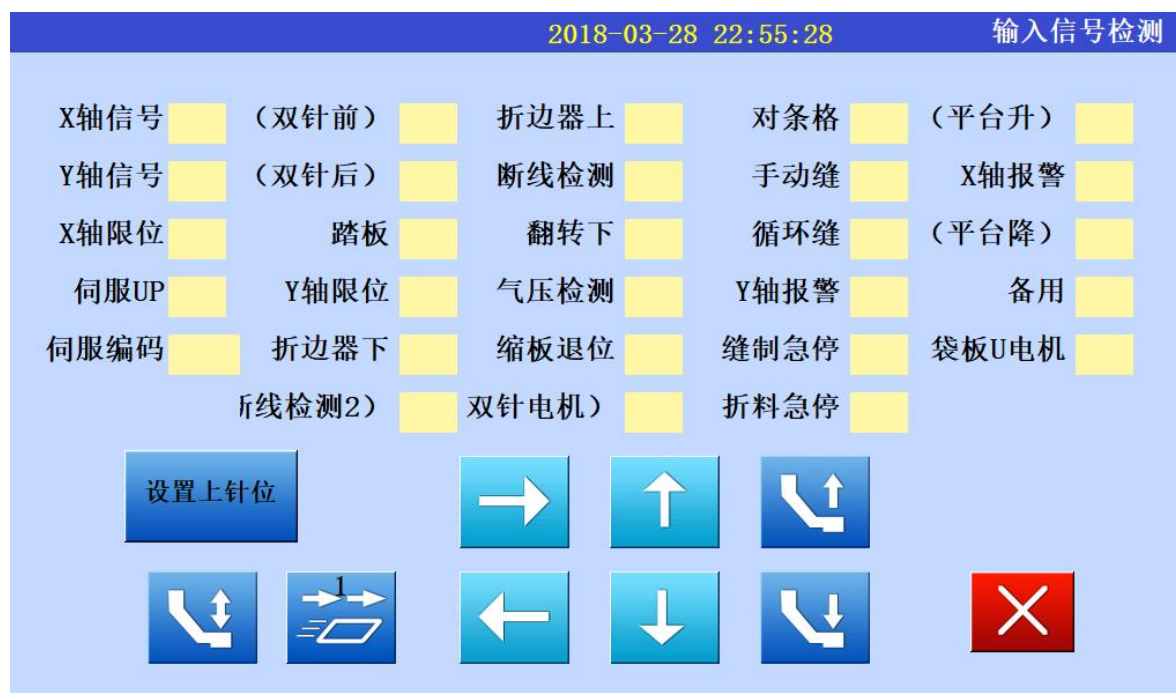 2018-03-28 22:55:28 输入信号检测
X轴信号 （双针前） 折边器上 对条格 （平台升）
Y轴信号 （双针后） 断线检测 手动缝 X轴报警
X轴限位 踏板 翻转下 循环缝 （平台降）
伺服UP Y轴限位 气压检测 Y轴报警 备用
伺服编码 折边器下 缩板退位 缝制急停 袋板U电机
线检测2） 双针电机） 折料急停
设置上针位
1